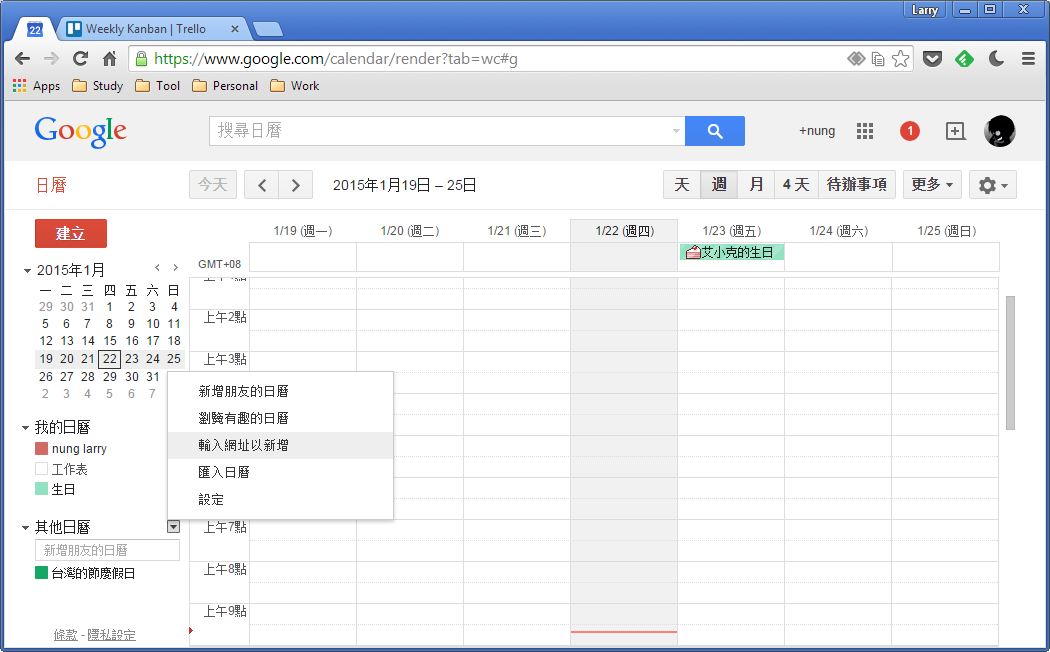 Larry
22 Weekly Kanban | Trello
https://www.google.com/calendar/render?tab=wc#g
Apps Study Tool Personal Work
Google 搜尋日曆 +nung 1
日曆 今天 2015年1月19日 – 25日 天 週 月 4 天 待辦事項 更多
建立
1/19 (週一) 1/20 (週二) 1/21 (週三) 1/22 (週四) 1/23 (週五) 1/24 (週六) 1/25 (週日)
GMT+08 艾小克的生日
2015年1月
一 二 三 四 五 六 日
29 30 31 1 2 3 4
5 6 7 8 9 10 11
12 13 14 15 16 17 18
19 20 21 22 23 24 25
26 27 28 29 30 31
2 3 4 5 6 7
上午2點
上午3點
新增朋友的日曆
瀏覽有趣的日曆
輸入網址以新增
匯入日曆
設定
我的日曆
nung larry
工作表
生日
其他日曆
新增朋友的日曆
台灣的節慶假日
上午7點
上午8點
上午9點
條款 - 隱私設定